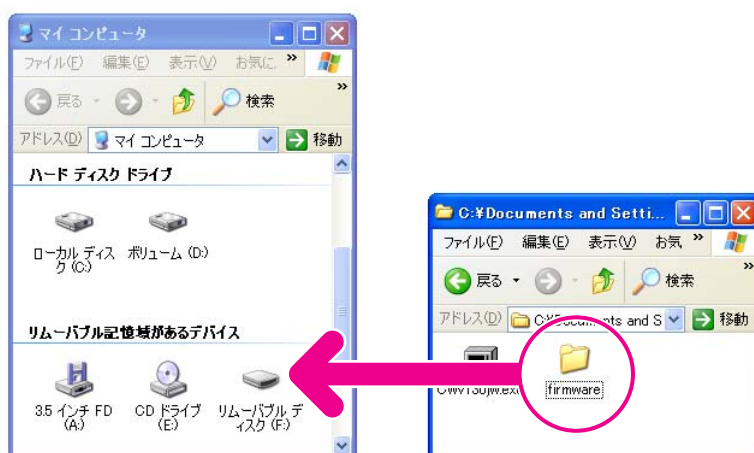 マイ コンピュータ
ファイル(F) 編集(E) 表示(V) お気に »
戻る 検索 »
アドレス(D) マイ コンピュータ 移動
ハード ディスク ドライブ
ローカル ディスク (C:) ボリューム (D:)
リムーバブル記憶域があるデバイス
3.5 インチ FD (A:) CD ドライブ (E:) リムーバブル ディスク (F:)
C:¥Documents and Setti...
ファイル(F) 編集(E) 表示(V) お気 »
戻る 検索 »
アドレス(D) and S 移動
firmware